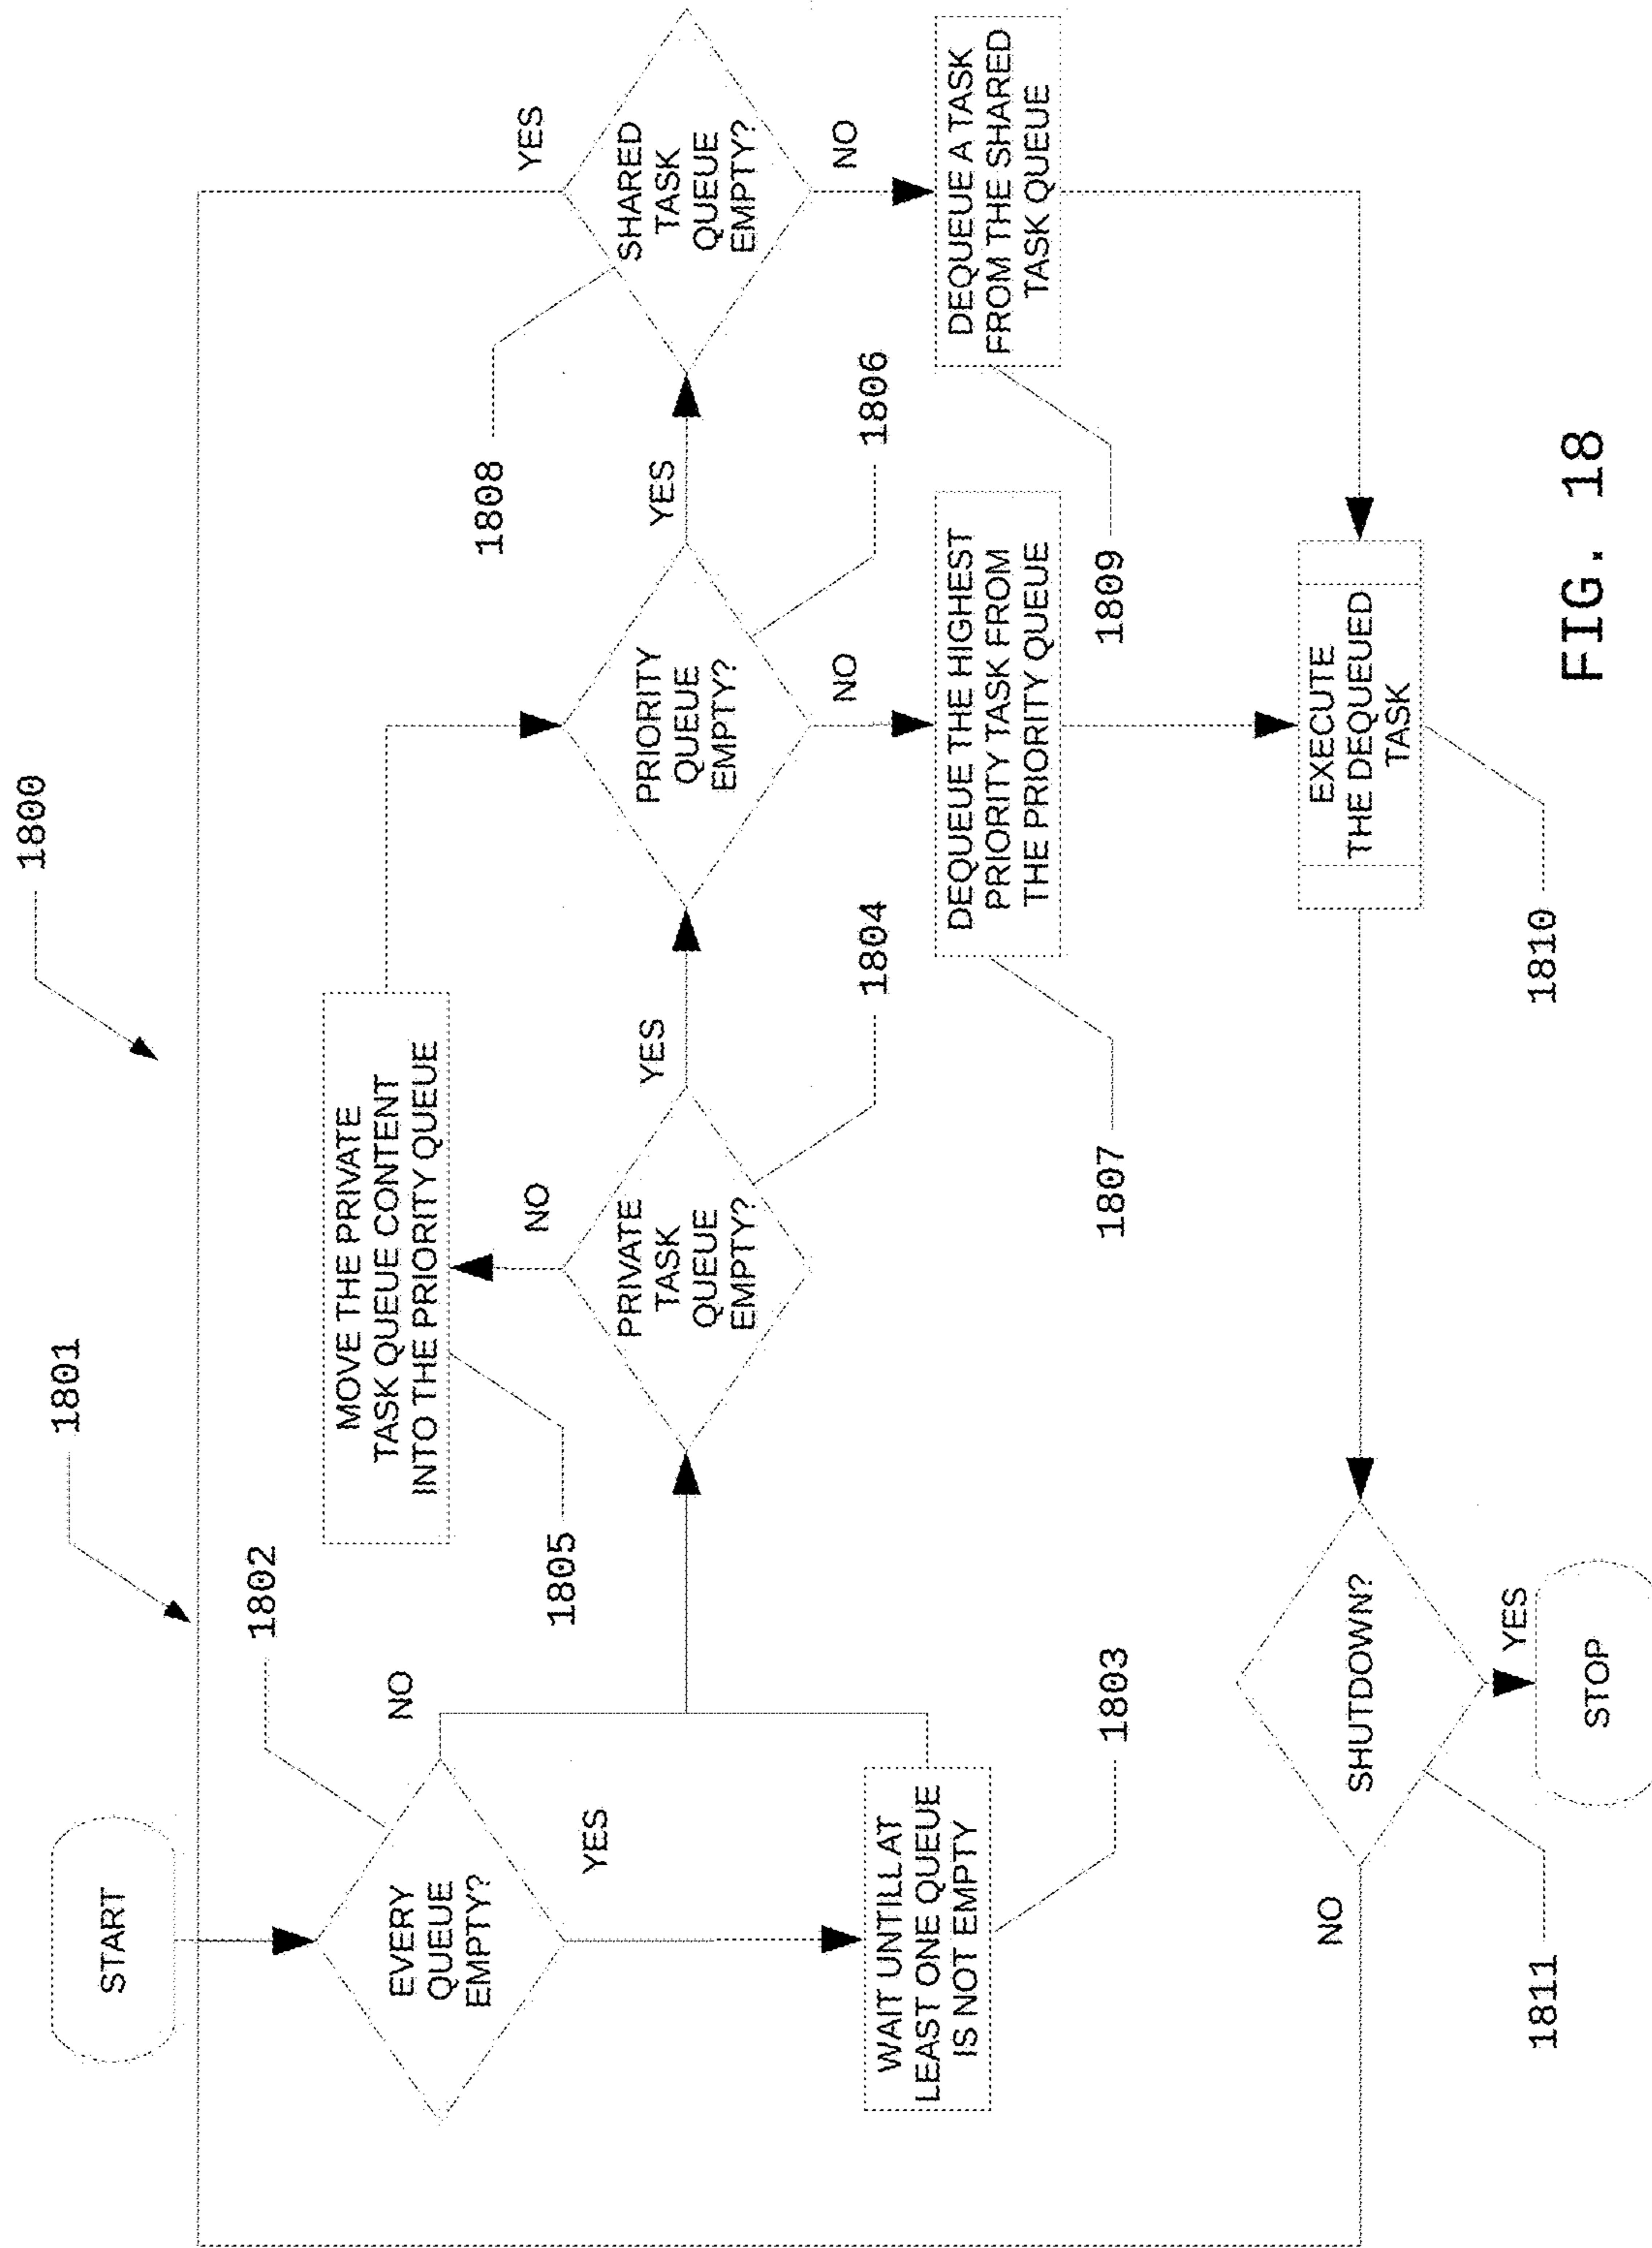 1800
1801
START
1802
EVERY
QUEUE
EMPTY?
NO
YES
WAIT UNTILL AT
LEAST ONE QUEUE
IS NOT EMPTY
1803
MOVE THE PRIVATE
TASK QUEUE CONTENT
INTO THE PRIORITY QUEUE
1805
NO
PRIVATE
TASK
QUEUE
EMPTY?
YES
1804
PRIORITY
QUEUE
EMPTY?
YES
1806
NO
DEQUEUE THE HIGHEST
PRIORITY TASK FROM
THE PRIORITY QUEUE
1807
1808
YES
SHARED
TASK
QUEUE
EMPTY?
NO
DEQUEUE A TASK
FROM THE SHARED
TASK QUEUE
1809
EXECUTE
THE DEQUEUED
TASK
1810
SHUTDOWN?
NO
YES
1811
STOP
FIG. 18